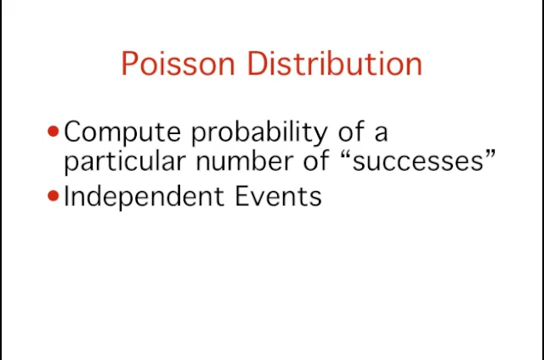 Poisson Distribution
•Compute probability of a
particular number of “successes”
•Independent Events